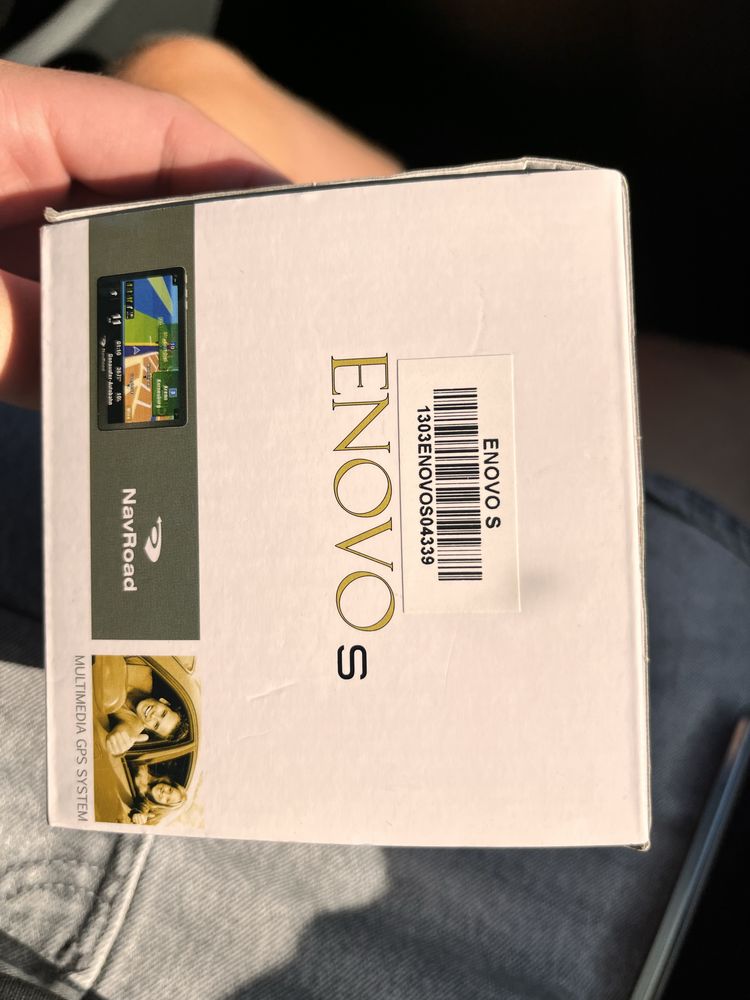 ENOVO S
1303ENOVOS04339
ENOVO S
NavRoad
MULTIMEDIA GPS SYSTEM